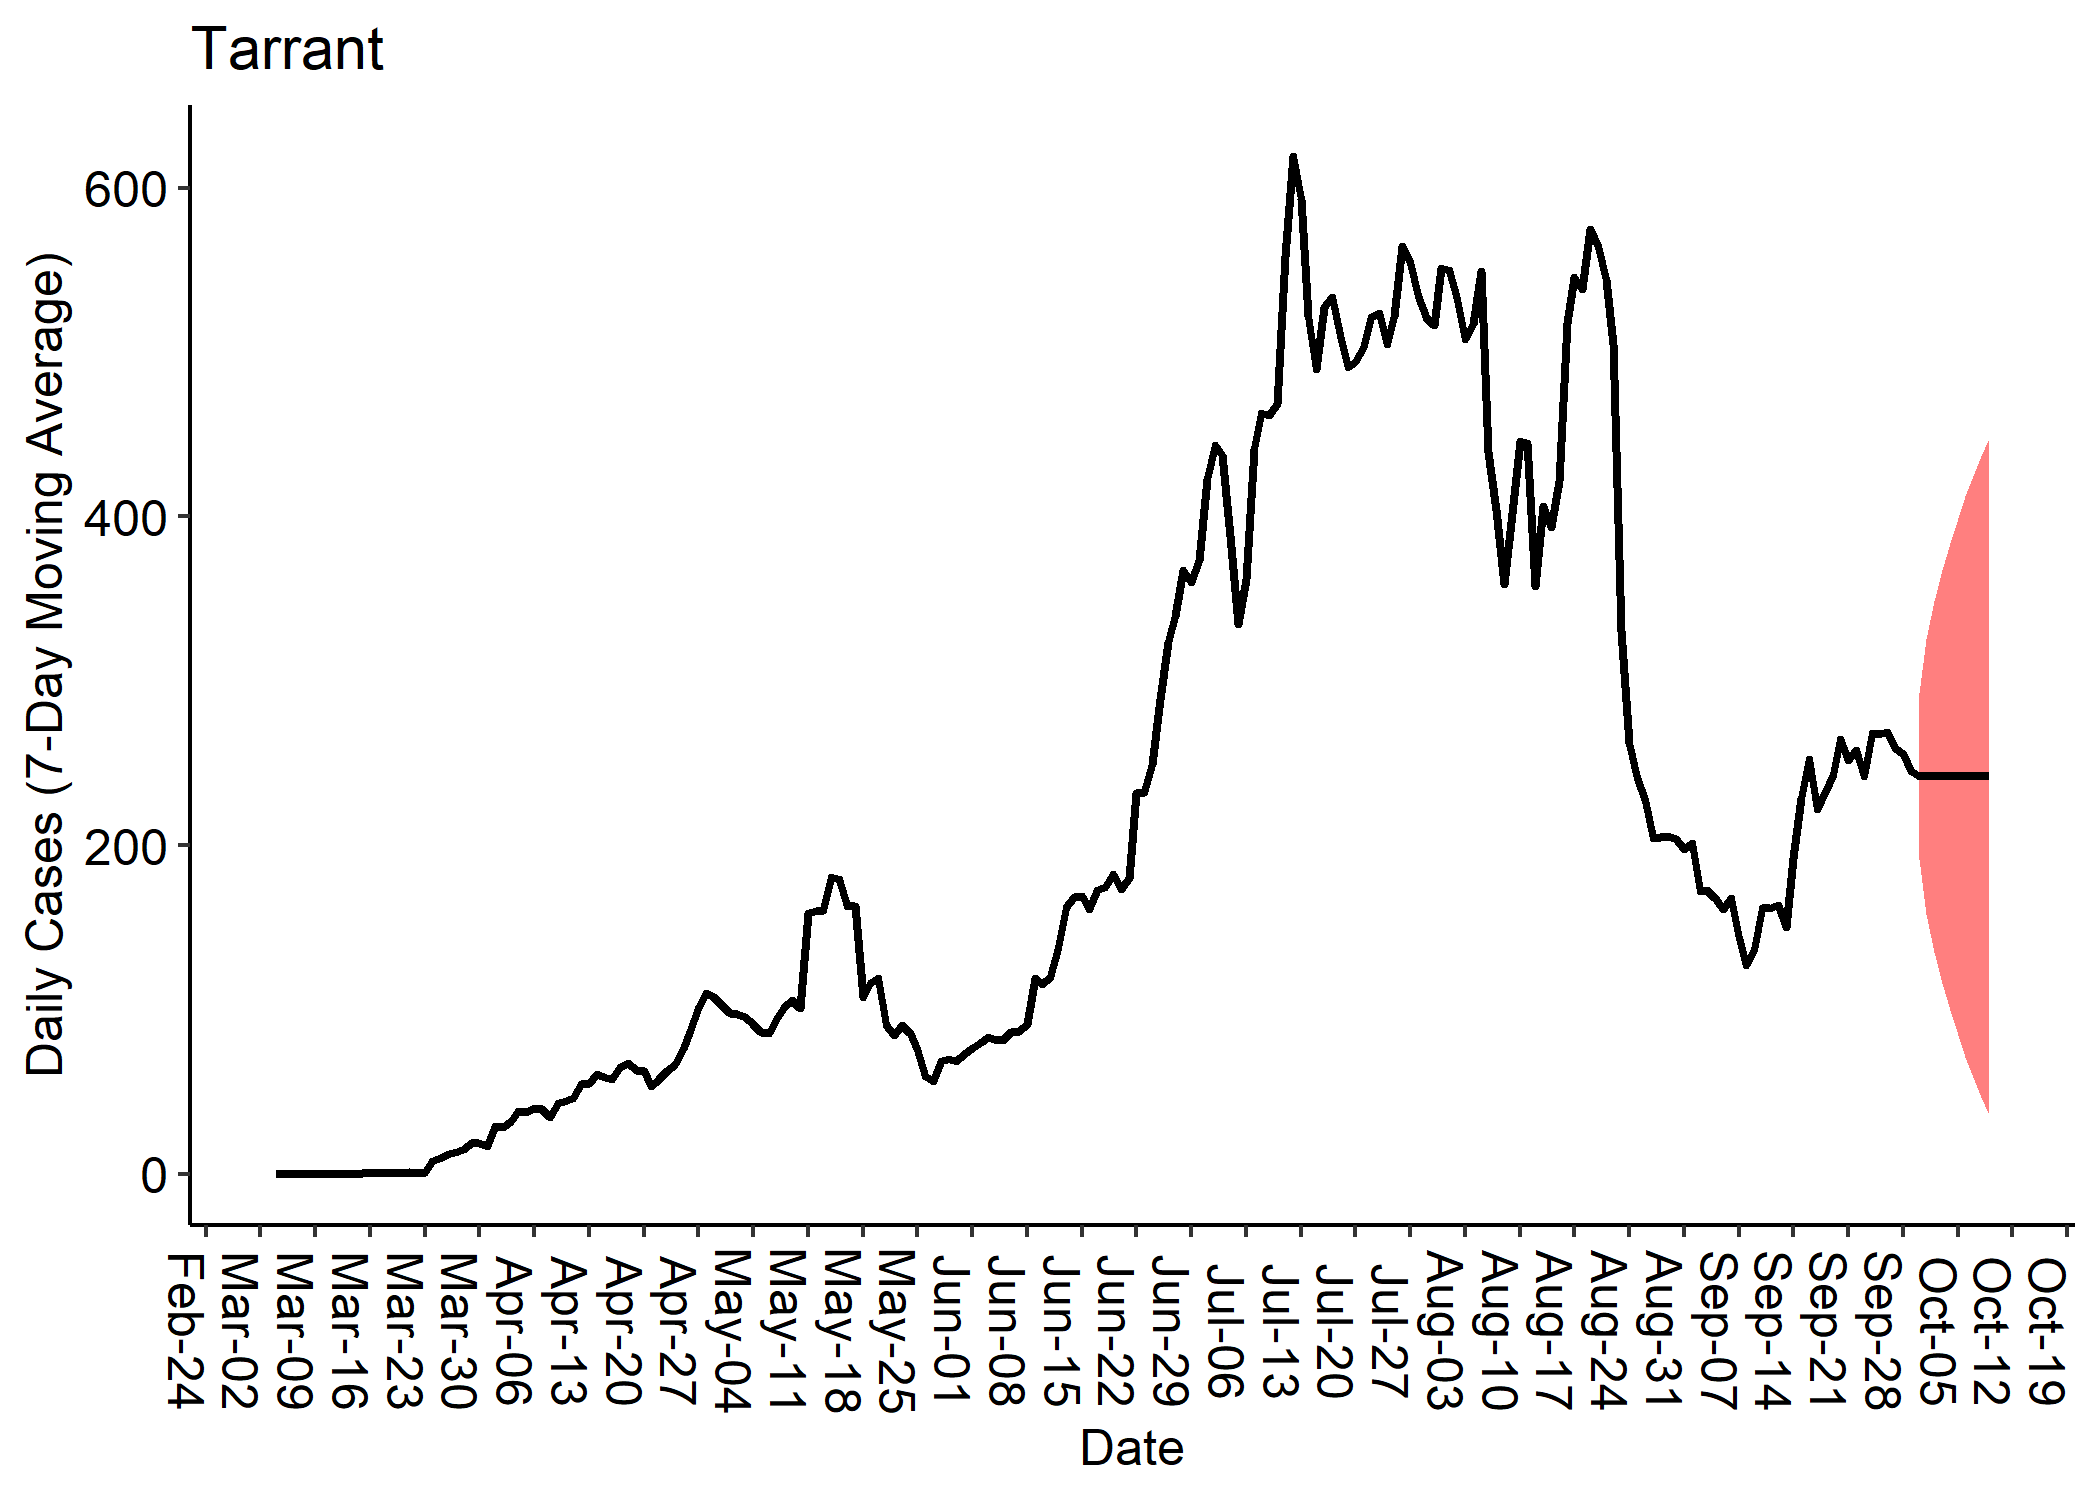 Tarrant
Daily Cases (7-Day Moving Average)
600
400
200
0
Feb-24
Mar-02
Mar-09
Mar-16
Mar-23
Mar-30
Apr-06
Apr-13
Apr-20
Apr-27
May-04
May-11
May-18
May-25
Jun-01
Jun-08
Jun-15
Jun-22
Jun-29
Jul-06
Jul-13
Jul-20
Jul-27
Aug-03
Aug-10
Aug-17
Aug-24
Aug-31
Sep-07
Sep-14
Sep-21
Sep-28
Oct-05
Oct-12
Oct-19
Date